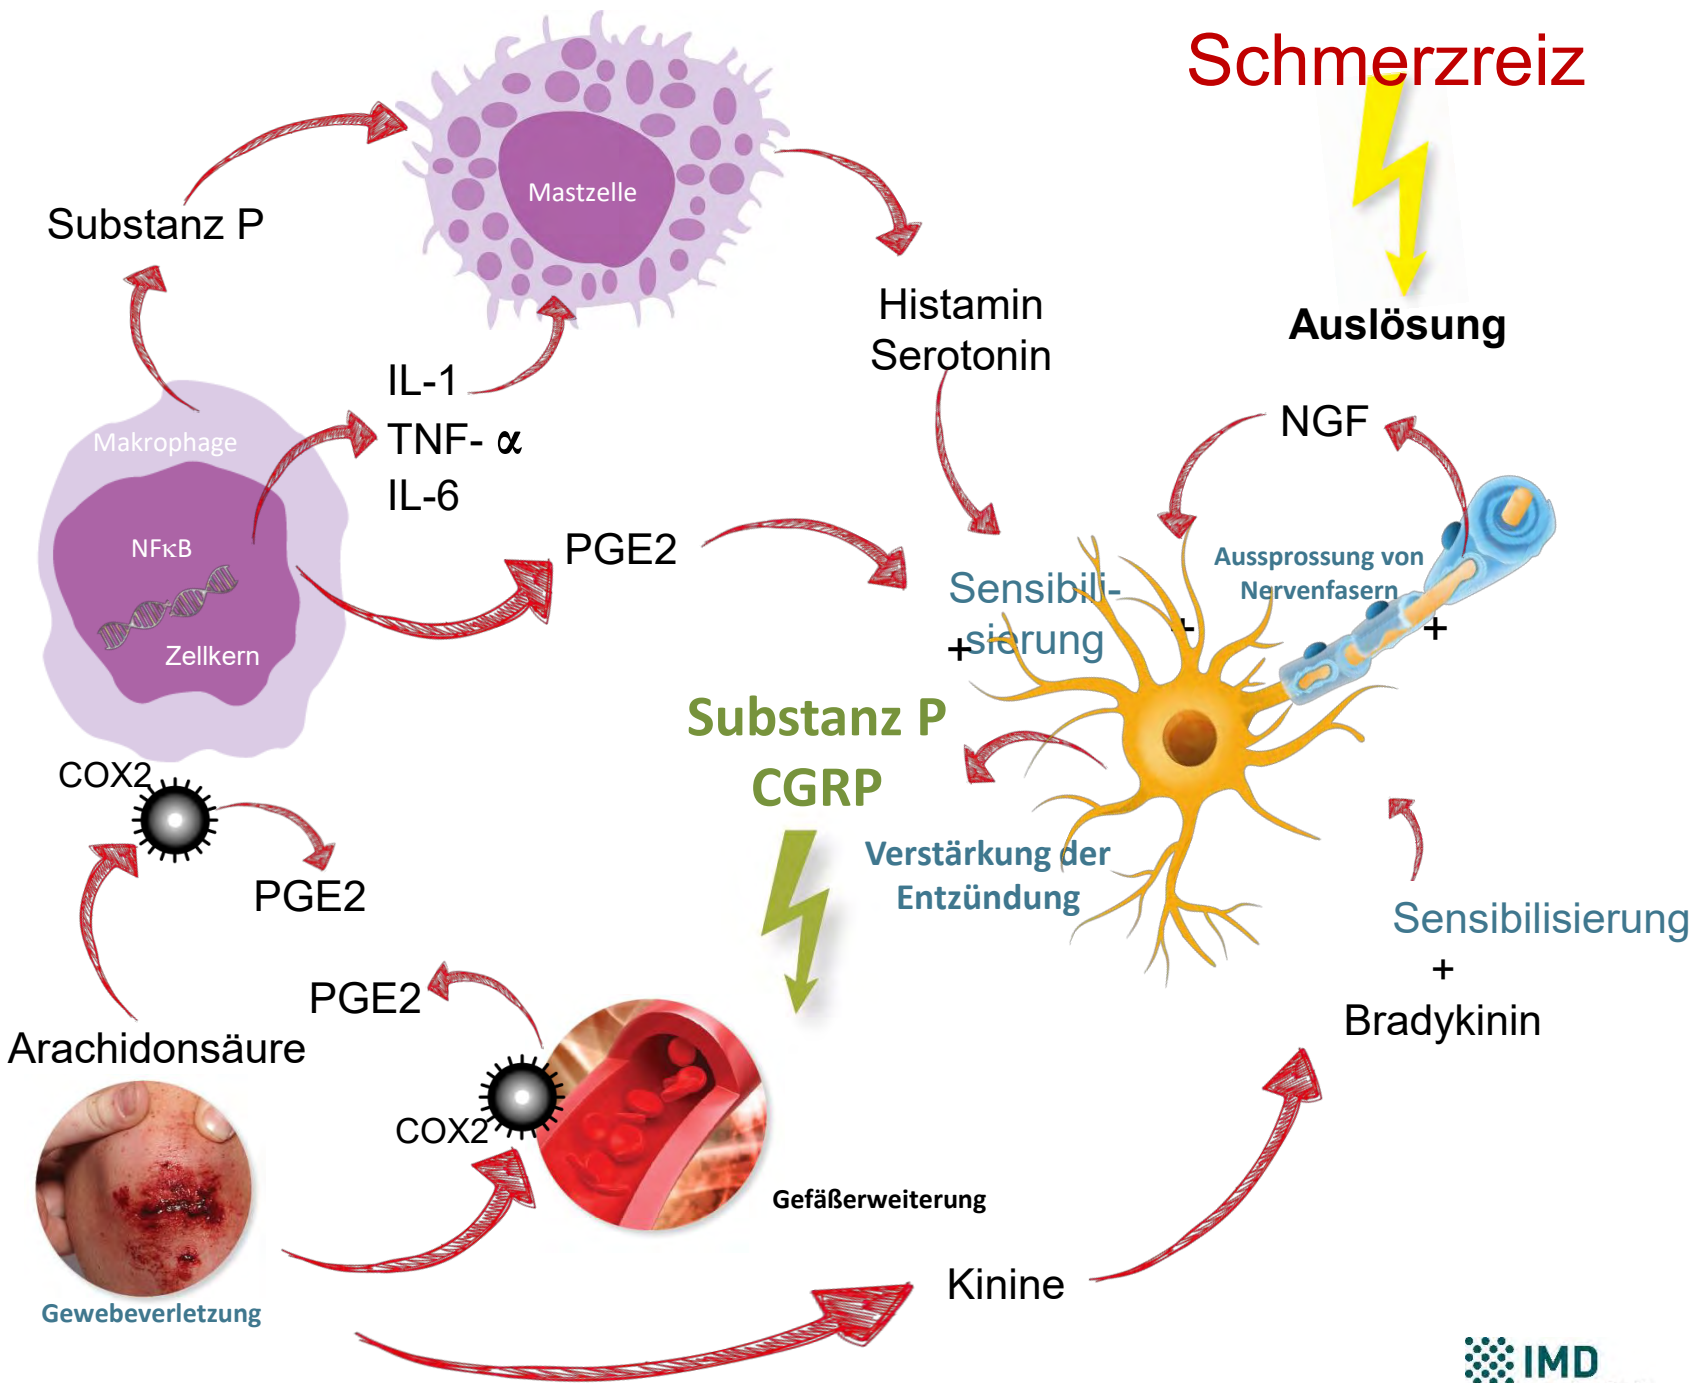 Schmerzreiz
Mastzelle
Substanz P
Histamin
Serotonin
Auslösung
IL-1
TNF- α
IL-6
NGF
Makrophage
NFκB
Zellkern
PGE2
Sensibili-
sierung
+
+
+
Aussprossung von
Nervenfasern
Substanz P
CGRP
COX2
PGE2
Verstärkung der
Entzündung
Sensibilisierung
+
Bradykinin
PGE2
Arachidonsäure
COX2
Gefäßerweiterung
Kinine
Gewebeverletzung
IMD